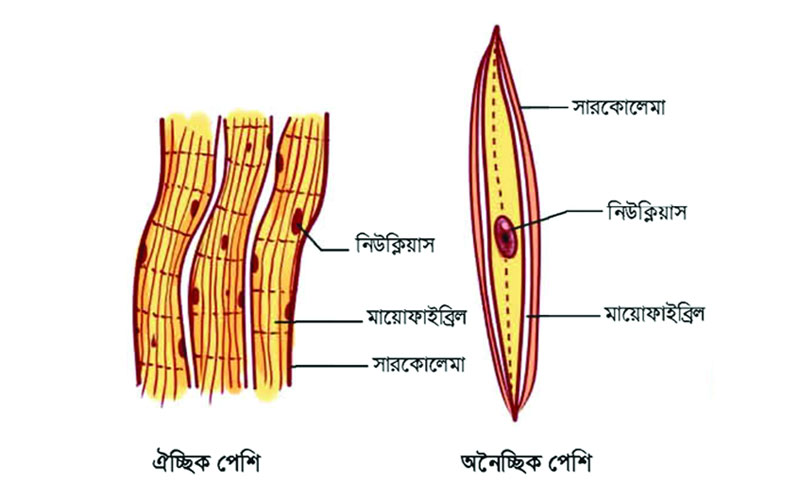 সারকোলেমা
নিউক্লিয়াস
নিউক্লিয়াস
মায়োফাইব্রিল
মায়োফাইব্রিল
সারকোলেমা
ঐচ্ছিক পেশি
অনৈচ্ছিক পেশি